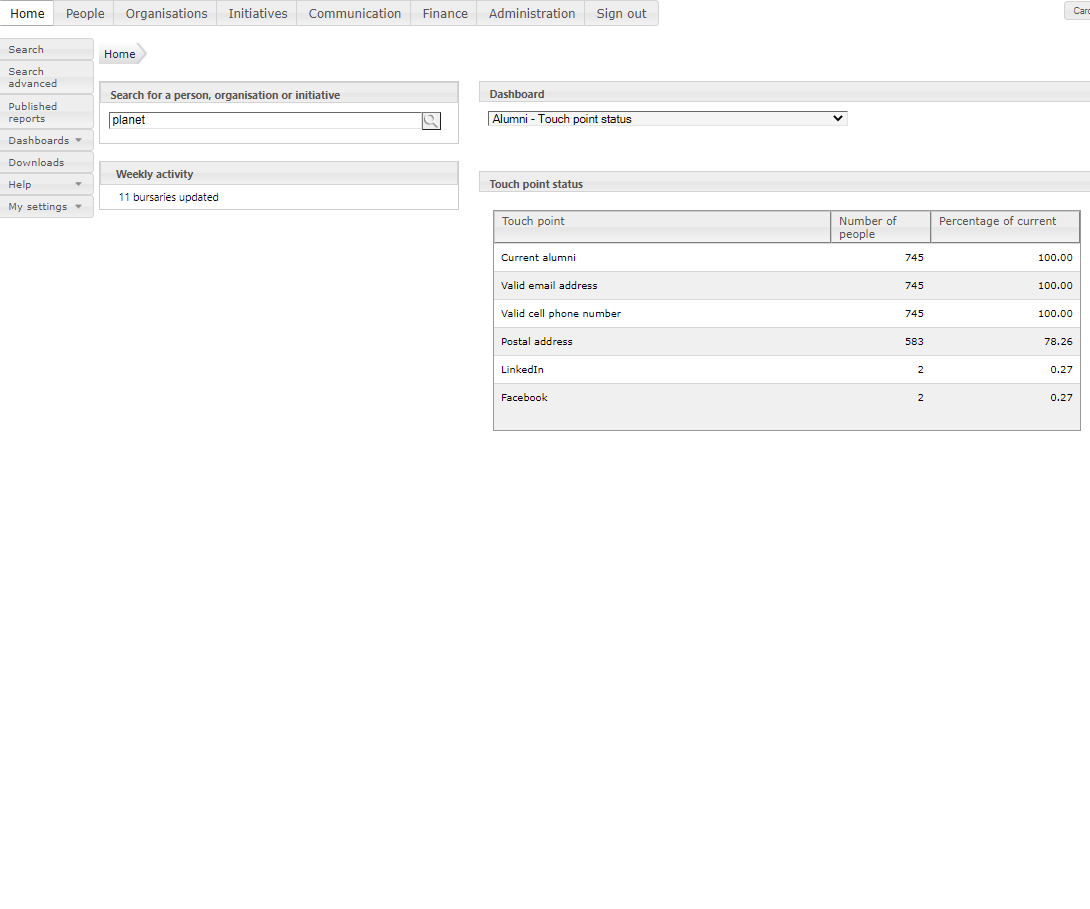 Home People Organisations Initiatives Communication Finance Administration Sign out
Search
Search
advanced
Published
reports
Dashboards
Downloads
Help
My settings
Home
Search for a person, organisation or initiative
planet
Weekly activity
11 bursaries updated
Dashboard
Alumni - Touch point status
Touch point status
Touch point Number of people Percentage of current
Current alumni 745 100.00
Valid email address 745 100.00
Valid cell phone number 745 100.00
Postal address 583 78.26
LinkedIn 2 0.27
Facebook 2 0.27